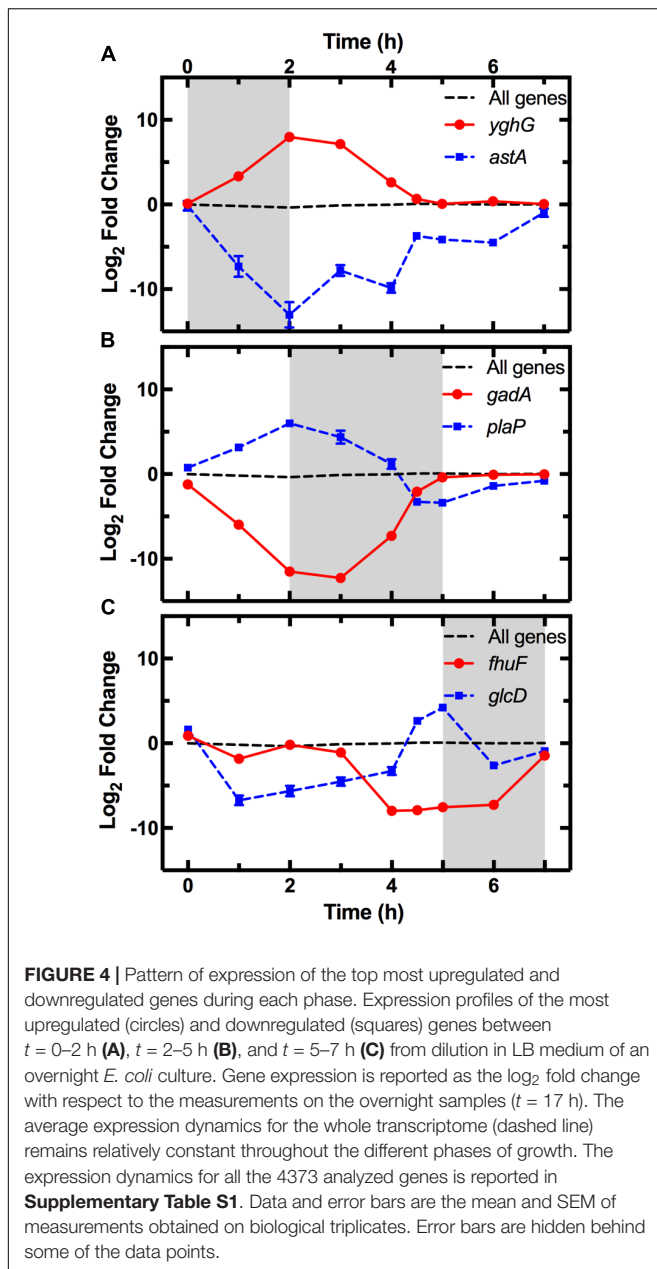 Time (h)
0 2 4 6
A
All genes
yghG
astA
10
0
-10
Log₂ Fold Change
B
All genes
gadA
plaP
10
0
-10
Log₂ Fold Change
C
All genes
fhuF
glcD
10
0
-10
Log₂ Fold Change
0 2 4 6
Time (h)
FIGURE 4 | Pattern of expression of the top most upregulated and
downregulated genes during each phase. Expression profiles of the most
upregulated (circles) and downregulated (squares) genes between
t = 0–2 h (A), t = 2–5 h (B), and t = 5–7 h (C) from dilution in LB medium of an
overnight E. coli culture. Gene expression is reported as the log₂ fold change
with respect to the measurements on the overnight samples (t = 17 h). The
average expression dynamics for the whole transcriptome (dashed line)
remains relatively constant throughout the different phases of growth. The
expression dynamics for all the 4373 analyzed genes is reported in
Supplementary Table S1. Data and error bars are the mean and SEM of
measurements obtained on biological triplicates. Error bars are hidden behind
some of the data points.